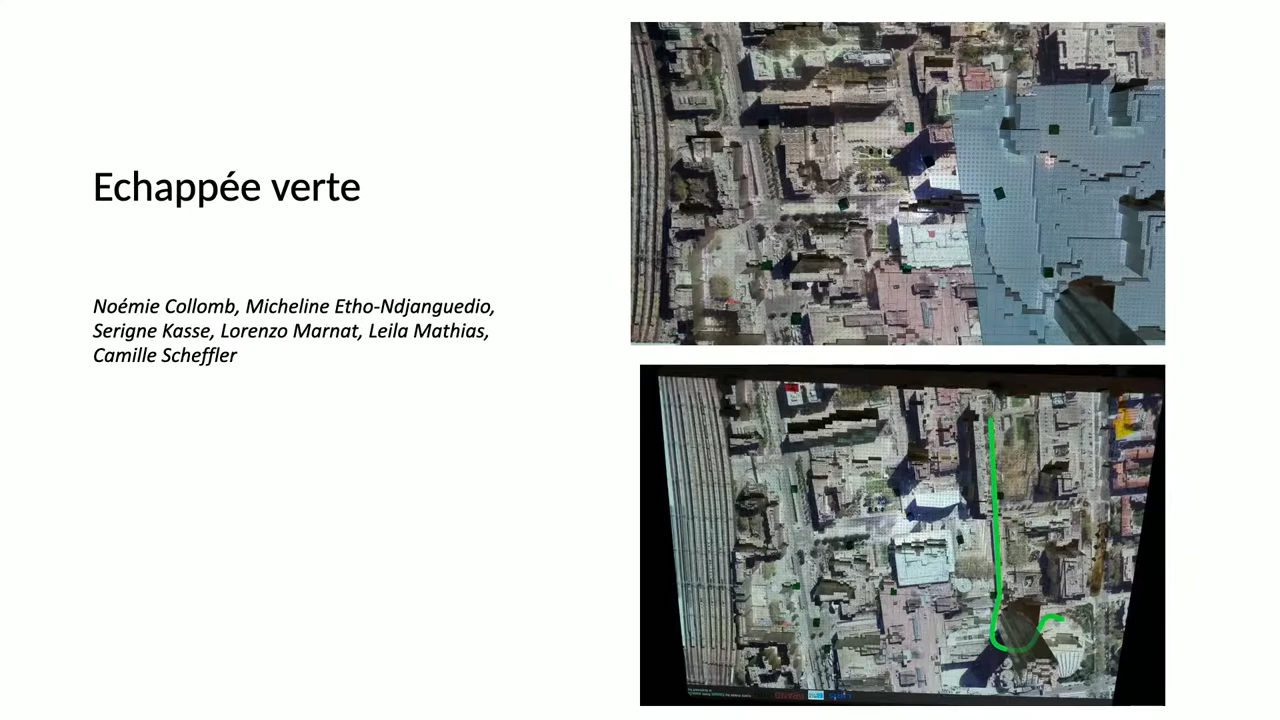 Echappée verte
Noémie Collomb, Micheline Etho-Ndjanguedio,
Serigne Kasse, Lorenzo Marnat, Leila Mathias,
Camille Scheffler